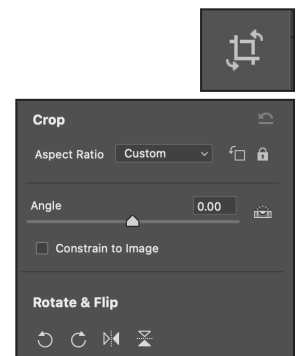 Crop
Aspect Ratio Custom
Angle 0.00
Constrain to Image
Rotate & Flip